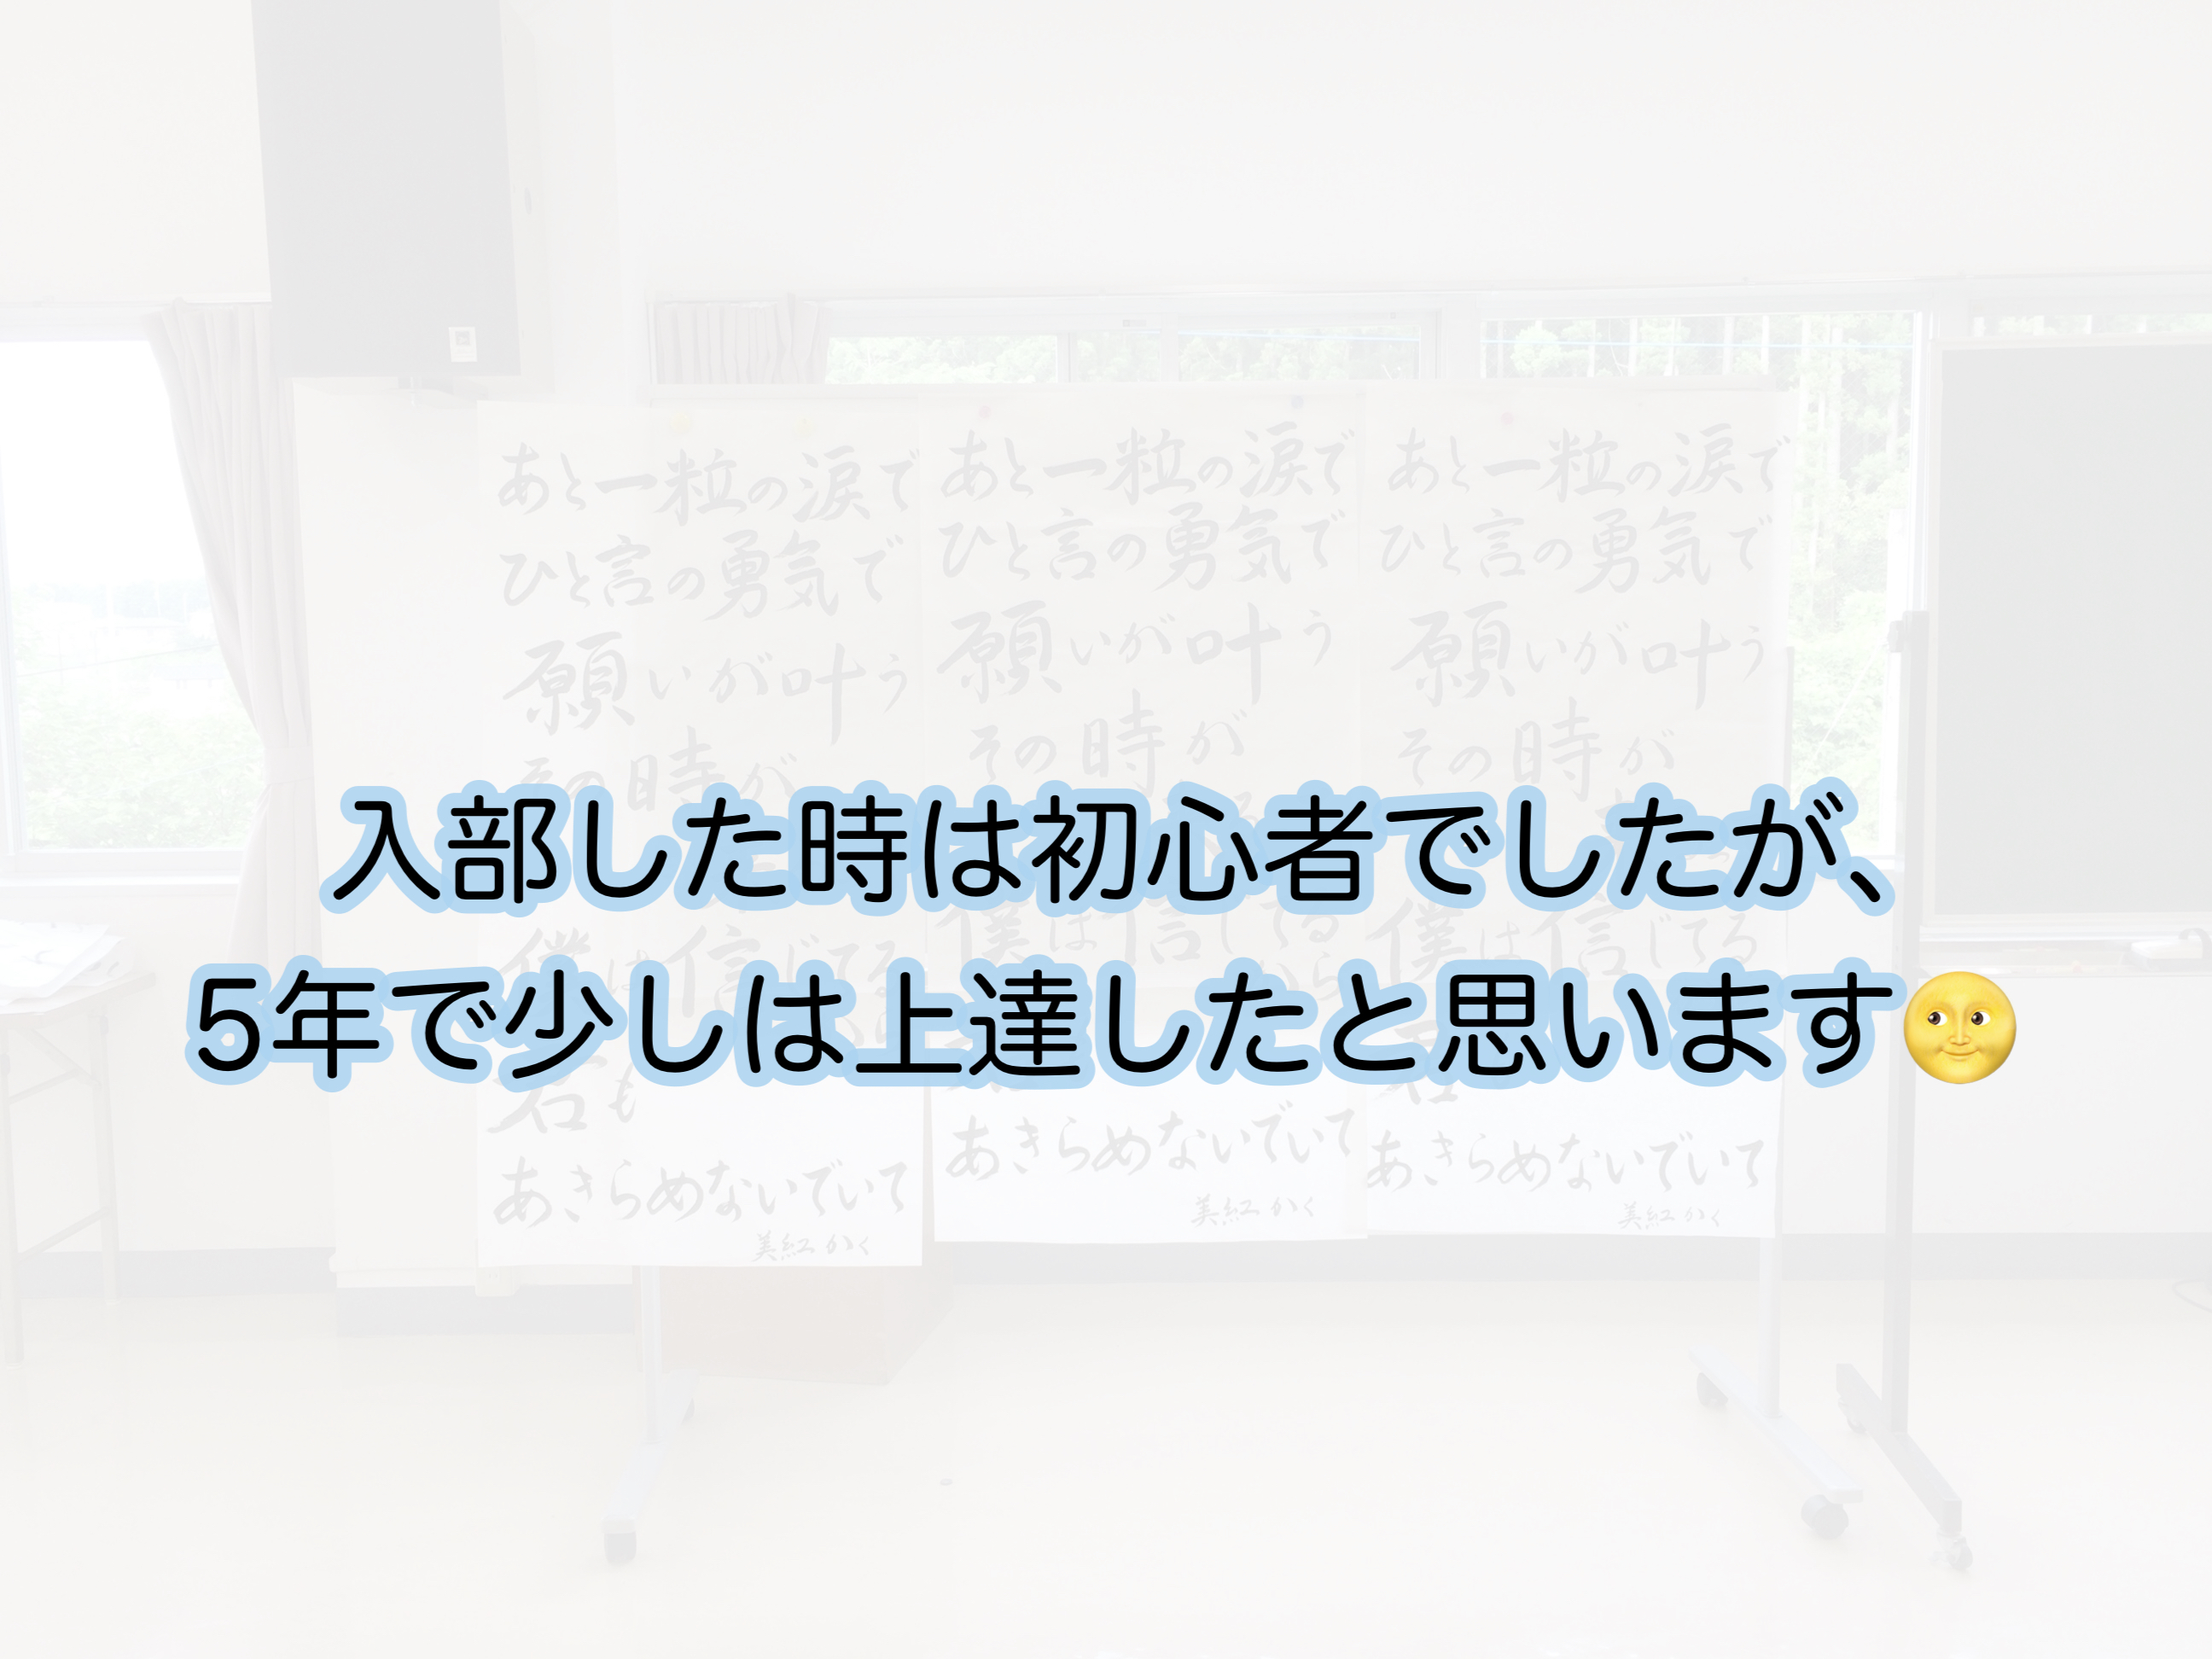 入部した時は初心者でしたが、
5年で少しは上達したと思います🌝
あと一粒の涙で
ひと言の勇気で
願いが叶う
その時が
僕は信じてる
君も
あきらめないでいて
美紅かく
あと一粒の涙で
ひと言の勇気で
願いが叶う
その時が
僕は信じてる
から
あきらめないでいて
美紅かく
あと一粒の涙で
ひと言の勇気で
願いが叶う
その時が
僕は信じてる
あきらめないでいて
美紅かく